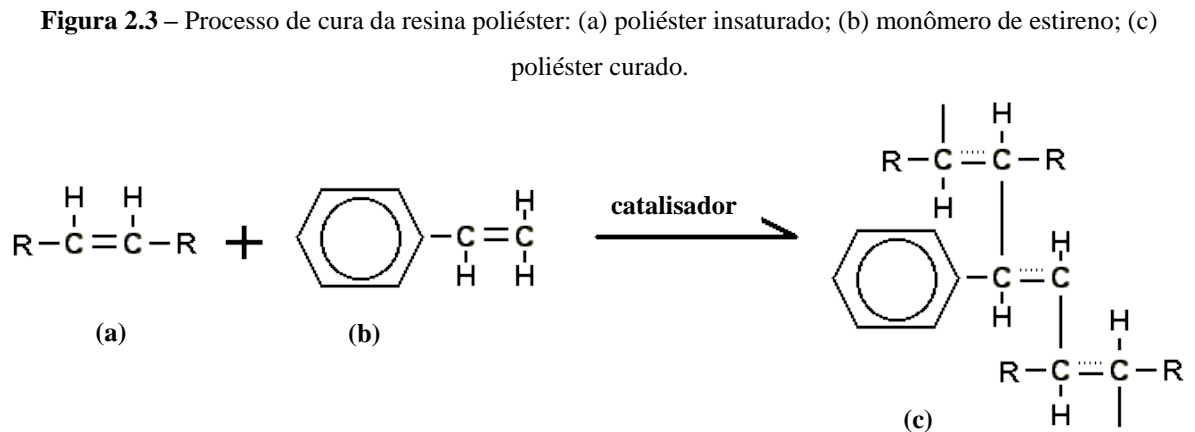 Figura 2.3 – Processo de cura da resina poliéster: (a) poliéster insaturado; (b) monômero de estireno; (c)
poliéster curado.
H
R–C=C–R
H
H
H H
R–C=C–R
+
H
C=C
H H
catalisador
H
C=C
H
H
R–C=C–R
H
(a)
(b)
(c)